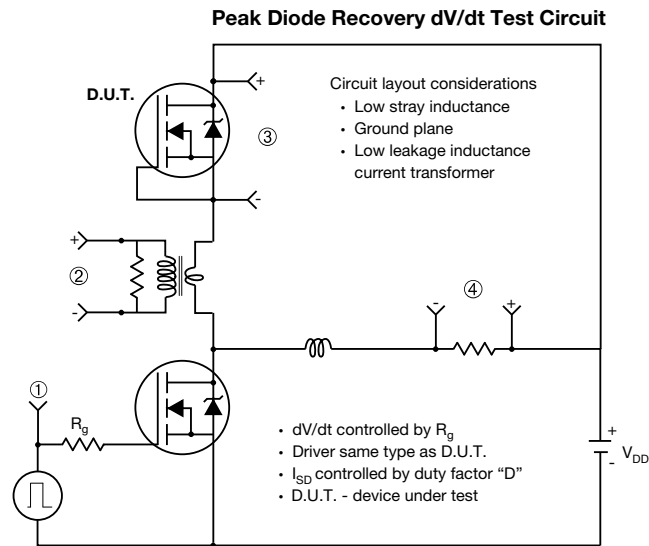 Peak Diode Recovery dV/dt Test Circuit
D.U.T.
+
Circuit layout considerations
• Low stray inductance
• Ground plane
• Low leakage inductance
current transformer
③
-
+
②
-
④
-
+
①
Rg
• dV/dt controlled by Rg
• Driver same type as D.U.T.
• ISD controlled by duty factor “D”
• D.U.T. - device under test
+
-
VDD